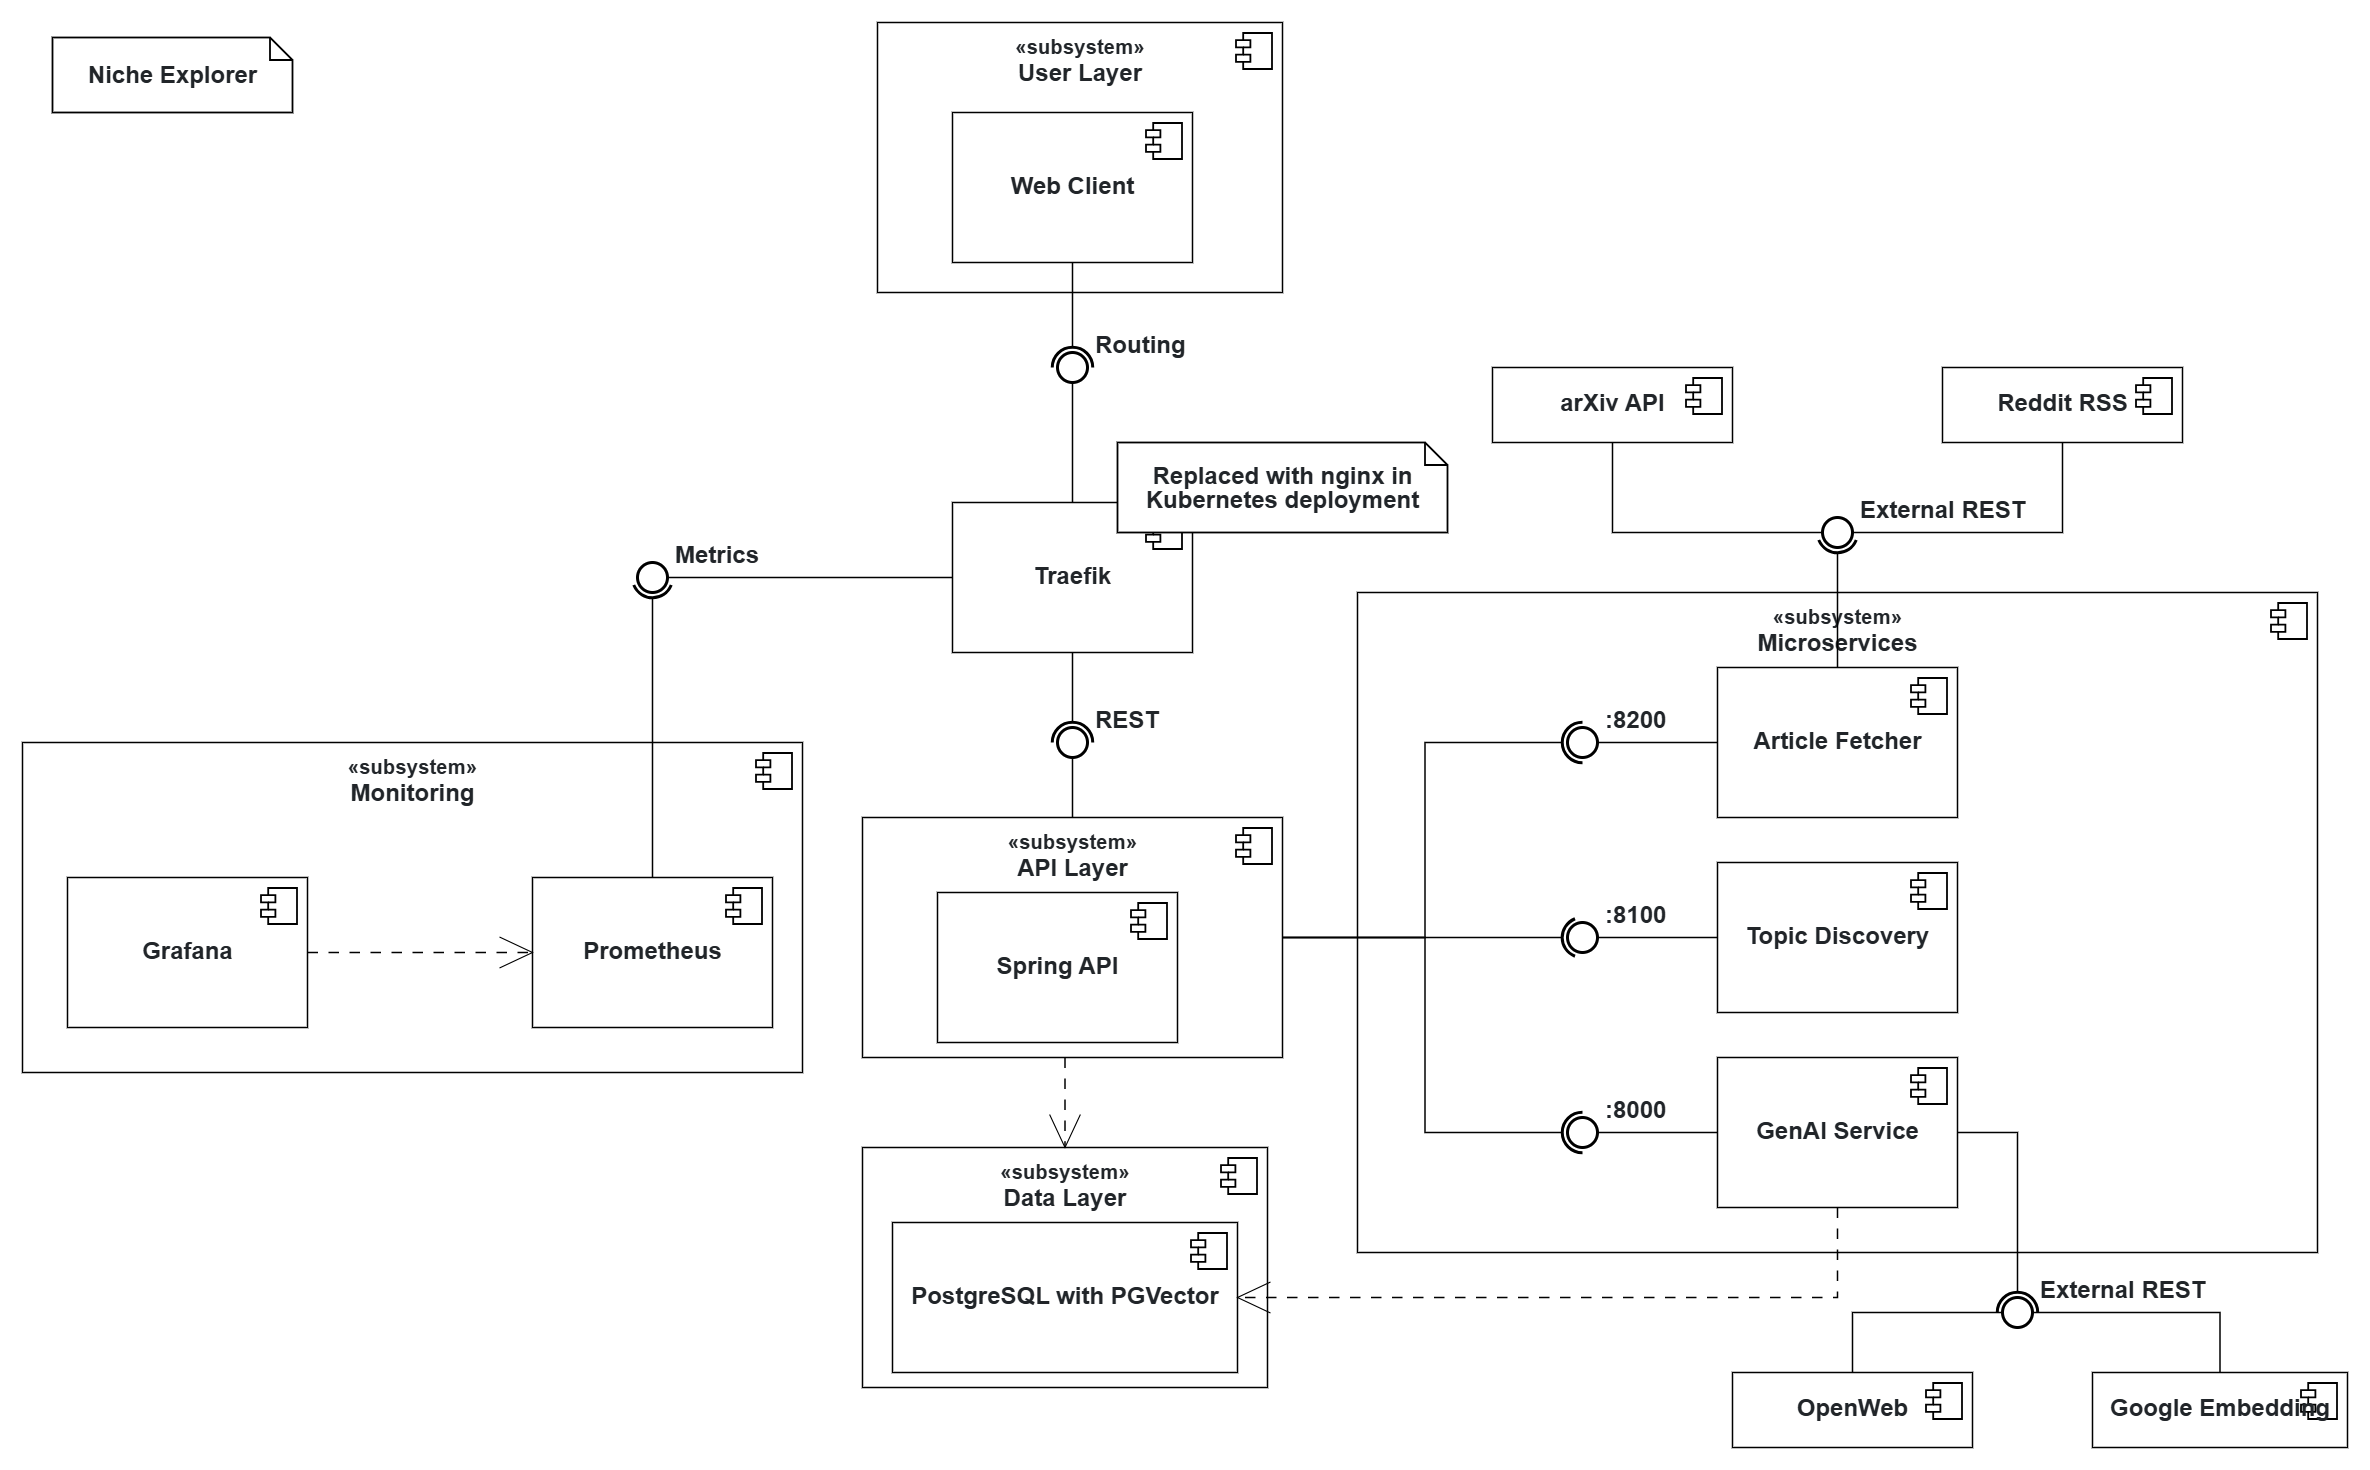 Niche Explorer
«subsystem»
User Layer
Web Client
Routing
Replaced with nginx in
Kubernetes deployment
Traefik
Metrics
REST
arXiv API
Reddit RSS
External REST
«subsystem»
Monitoring
Grafana
Prometheus
«subsystem»
API Layer
Spring API
«subsystem»
Microservices
:8200
Article Fetcher
:8100
Topic Discovery
:8000
GenAI Service
«subsystem»
Data Layer
PostgreSQL with PGVector
External REST
OpenWeb
Google Embedding